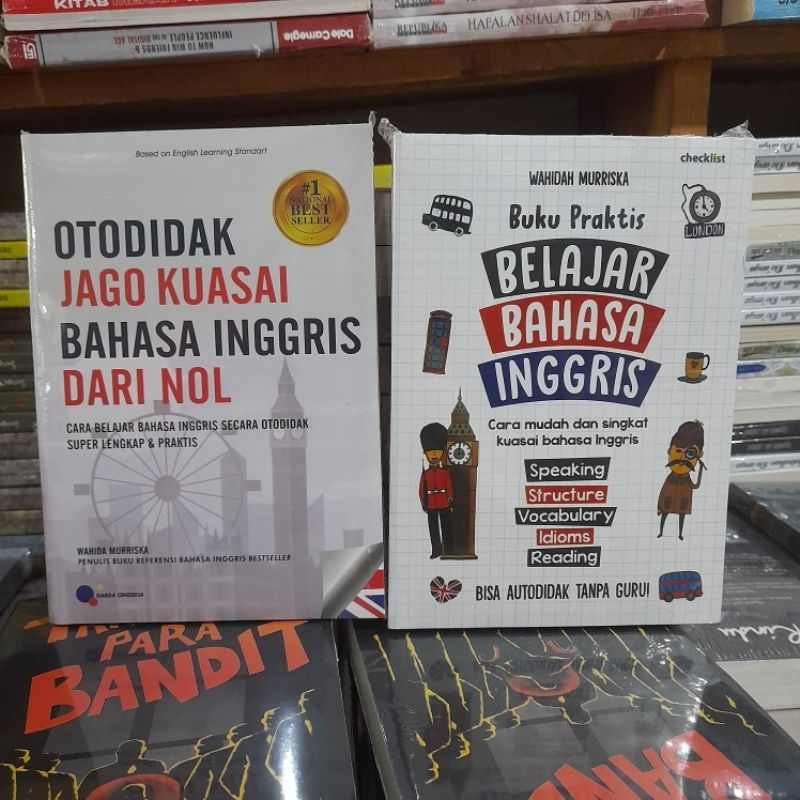 HOW TO WIN FRIENDS &
INFLUENCE PEOPLE IN THE DIGITAL AGE
Dale Carnegie
REPUBLIKA
HAFALAN SHALAT DELISA
TERE LIYE
Based on English Learning Standart
#1
NATIONAL
BEST
SELLER
OTODIDAK
JAGO KUASAI
BAHASA INGGRIS
DARI NOL
CARA BELAJAR BAHASA INGGRIS SECARA OTODIDAK
SUPER LENGKAP & PRAKTIS
WAHIDA MURRISKA
PENULIS BUKU REFERENSI BAHASA INGGRIS BESTSELLER
GARDA CENDEKIA
checklist
WAHIDAH MURRISKA
LONDON
Buku Praktis
BELAJAR
BAHASA
INGGRIS
Cara mudah dan singkat
kuasai bahasa Inggris
Speaking
Structure
Vocabulary
Idioms
Reading
BISA AUTODIDAK TANPA GURU!
PARA
BANDIT
Rindu